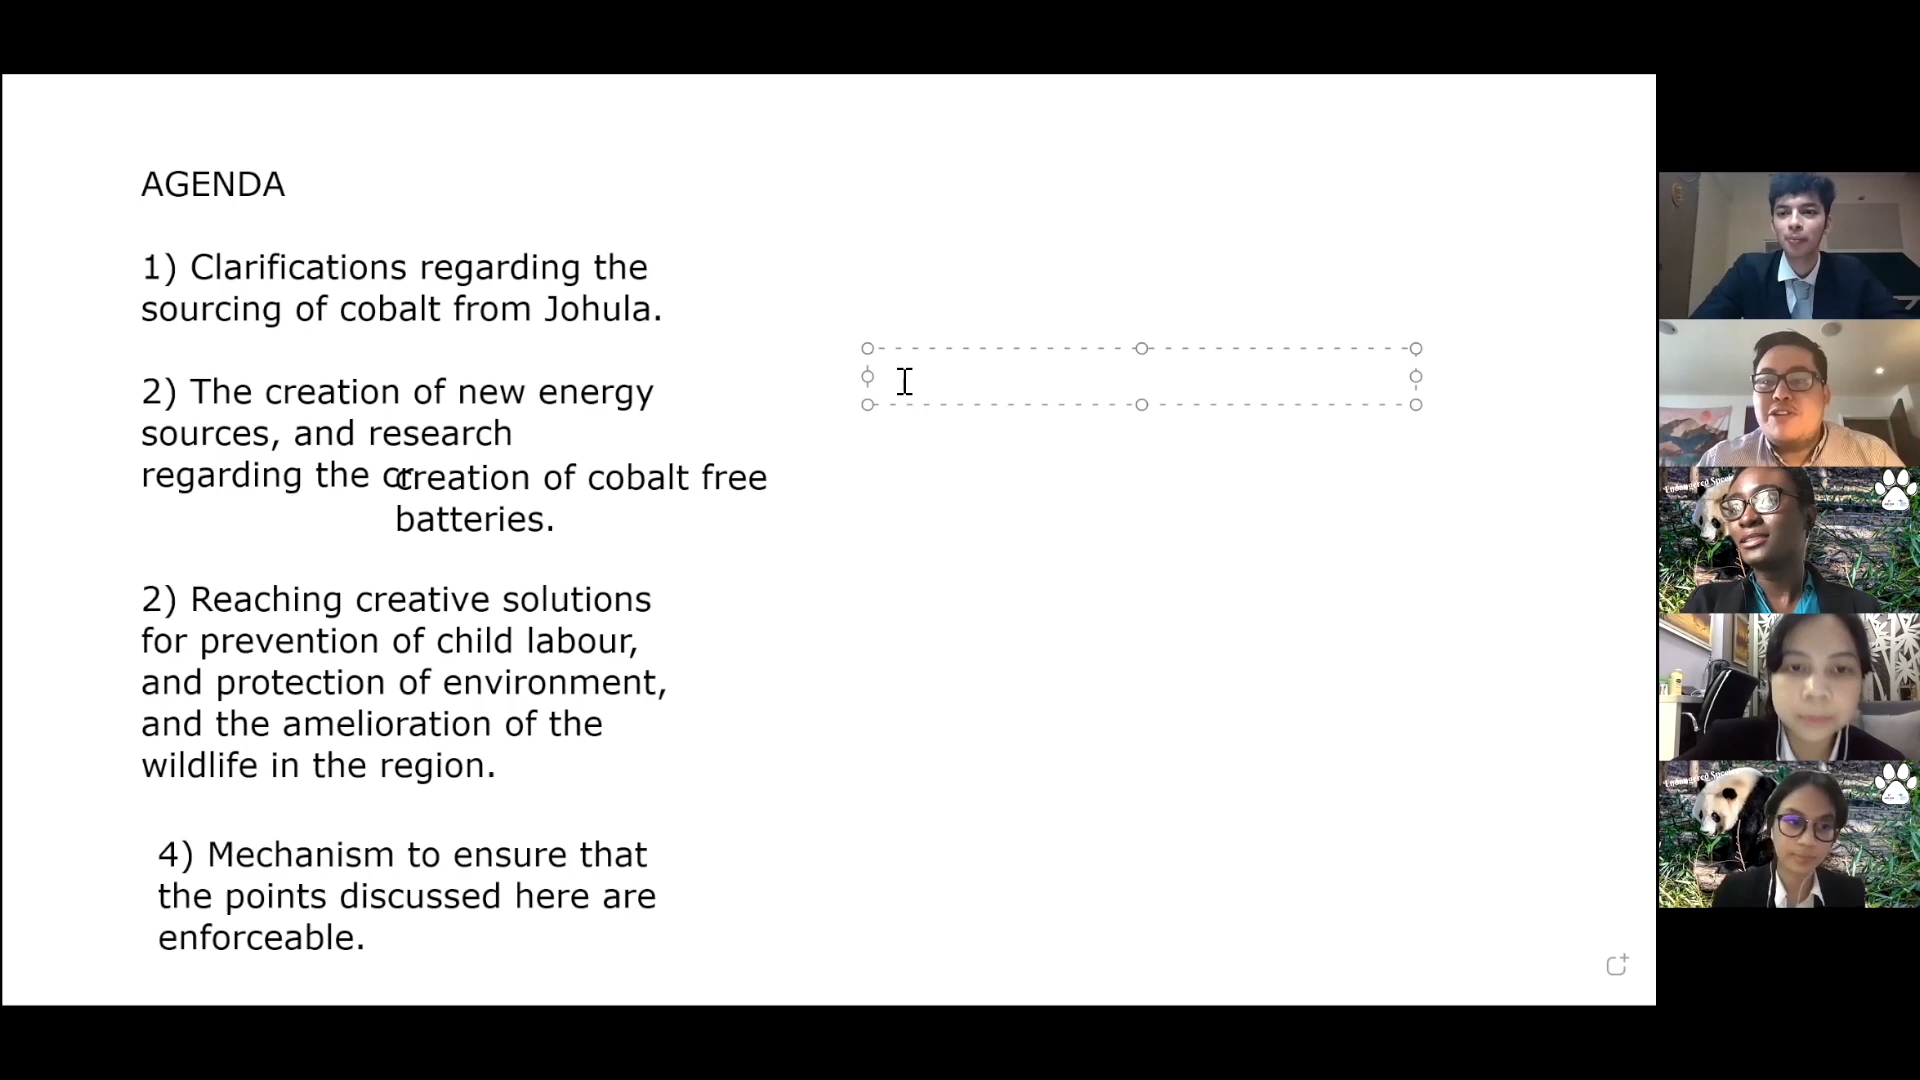 AGENDA
1) Clarifications regarding the
sourcing of cobalt from Johula.
2) The creation of new energy
sources, and research
regarding the cr
creation of cobalt free
batteries.
2) Reaching creative solutions
for prevention of child labour,
and protection of environment,
and the amelioration of the
wildlife in the region.
4) Mechanism to ensure that
the points discussed here are
enforceable.
Endangered
Endangered